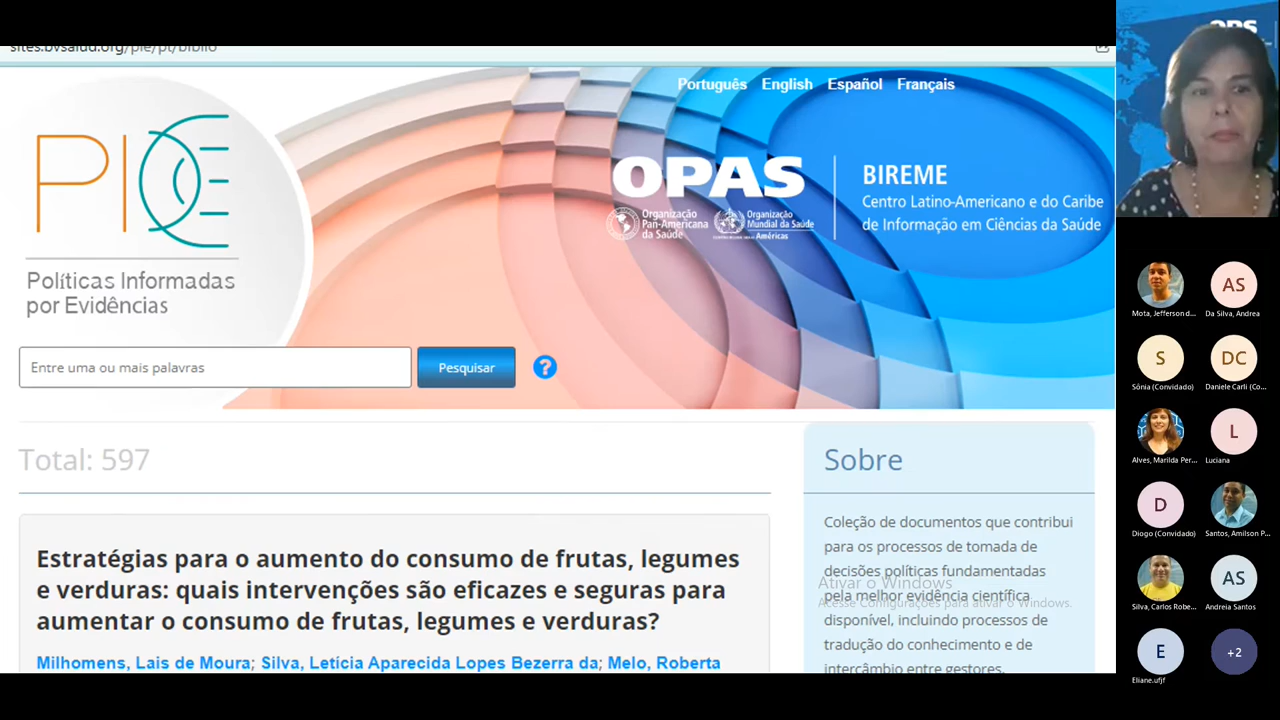 sites.bvsalud.org/pie/pt/biblio
Português English Español Français
PIE
Políticas Informadas
por Evidências
OPAS
Organização
Pan-Americana
da Saúde
Organização
Mundial da Saúde
Américas
BIREME
Centro Latino-Americano e do Caribe
de Informação em Ciências da Saúde
Entre uma ou mais palavras
Pesquisar
?
Total: 597
Estratégias para o aumento do consumo de frutas, legumes
e verduras: quais intervenções são eficazes e seguras para
aumentar o consumo de frutas, legumes e verduras?
Milhomens, Lais de Moura; Silva, Letícia Aparecida Lopes Bezerra da; Melo, Roberta
Sobre
Coleção de documentos que contribui
para os processos de tomada de
decisões políticas fundamentadas
pela melhor evidência científica
disponível, incluindo processos de
tradução do conhecimento e de
intercâmbio entre gestores,
Ativar o Windows
Acesse Configurações para ativar o Windows.
OPS
Mota, Jefferson d...
AS
Da Silva, Andrea
S
Sônia (Convidado)
DC
Daniele Carli (Co...
Alves, Marilda Per...
L
Luciana
D
Diogo (Convidado)
Santos, Amilson P...
Silva, Carlos Robe...
AS
Andreia Santos
E
Eliane.ufjf
+2